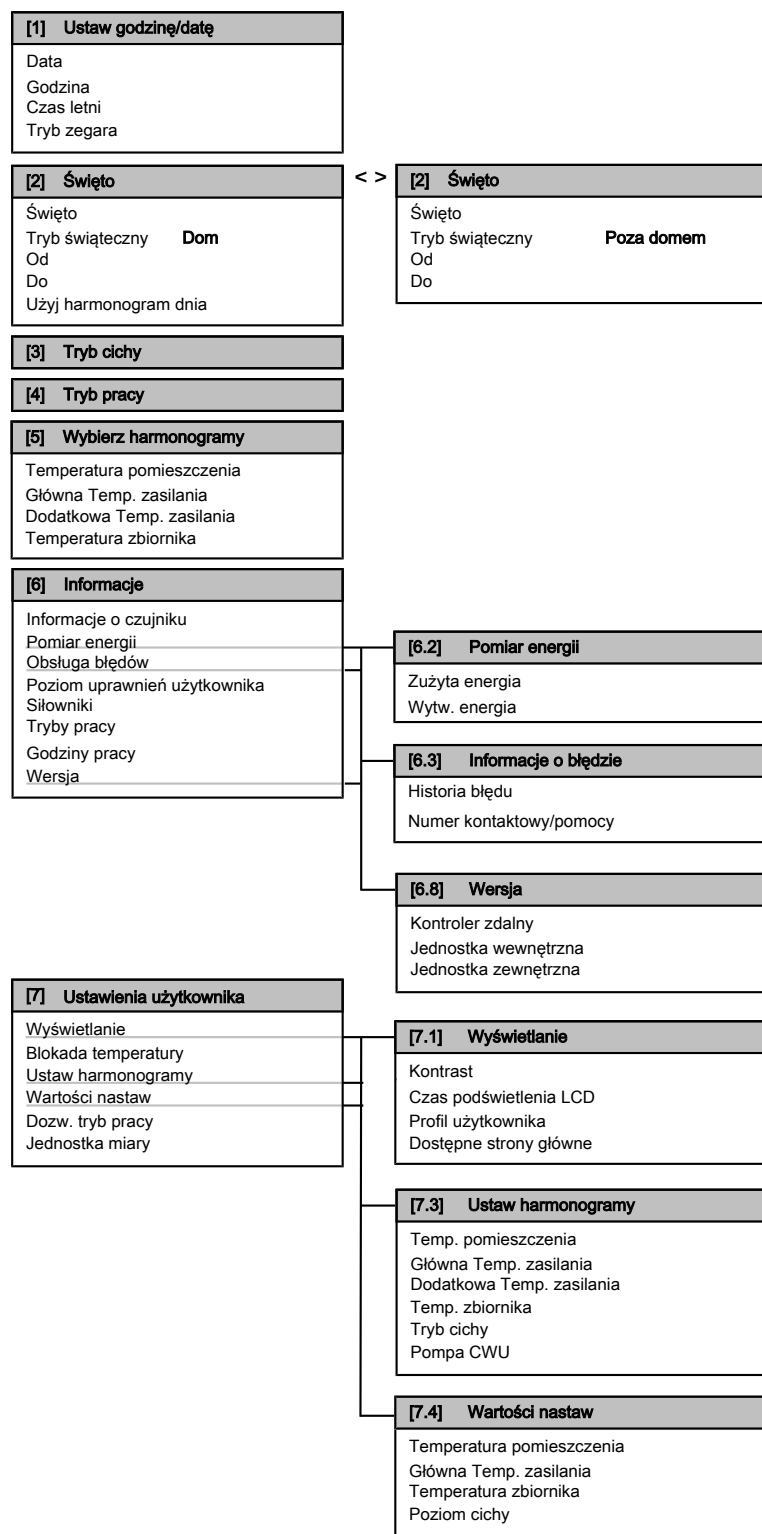 [1] Ustaw godzinę/datę
Data
Godzina
Czas letni
Tryb zegara
[2] Święto
Święto
Tryb świąteczny Dom
Od
Do
Użyj harmonogram dnia
< >
[2] Święto
Święto
Tryb świąteczny Poza domem
Od
Do
[3] Tryb cichy
[4] Tryb pracy
[5] Wybierz harmonogramy
Temperatura pomieszczenia
Główna Temp. zasilania
Dodatkowa Temp. zasilania
Temperatura zbiornika
[6] Informacje
Informacje o czujniku
Pomiar energii
Obsługa błędów
Poziom uprawnień użytkownika
Siłowniki
Tryby pracy
Godziny pracy
Wersja
[6.2] Pomiar energii
Zużyta energia
Wytw. energia
[6.3] Informacje o błędzie
Historia błędu
Numer kontaktowy/pomocy
[6.8] Wersja
Kontroler zdalny
Jednostka wewnętrzna
Jednostka zewnętrzna
[7] Ustawienia użytkownika
Wyświetlanie
Blokada temperatury
Ustaw harmonogramy
Wartości nastaw
Dozw. tryb pracy
Jednostka miary
[7.1] Wyświetlanie
Kontrast
Czas podświetlenia LCD
Profil użytkownika
Dostępne strony główne
[7.3] Ustaw harmonogramy
Temp. pomieszczenia
Główna Temp. zasilania
Dodatkowa Temp. zasilania
Temp. zbiornika
Tryb cichy
Pompa CWU
[7.4] Wartości nastaw
Temperatura pomieszczenia
Główna Temp. zasilania
Temperatura zbiornika
Poziom cichy